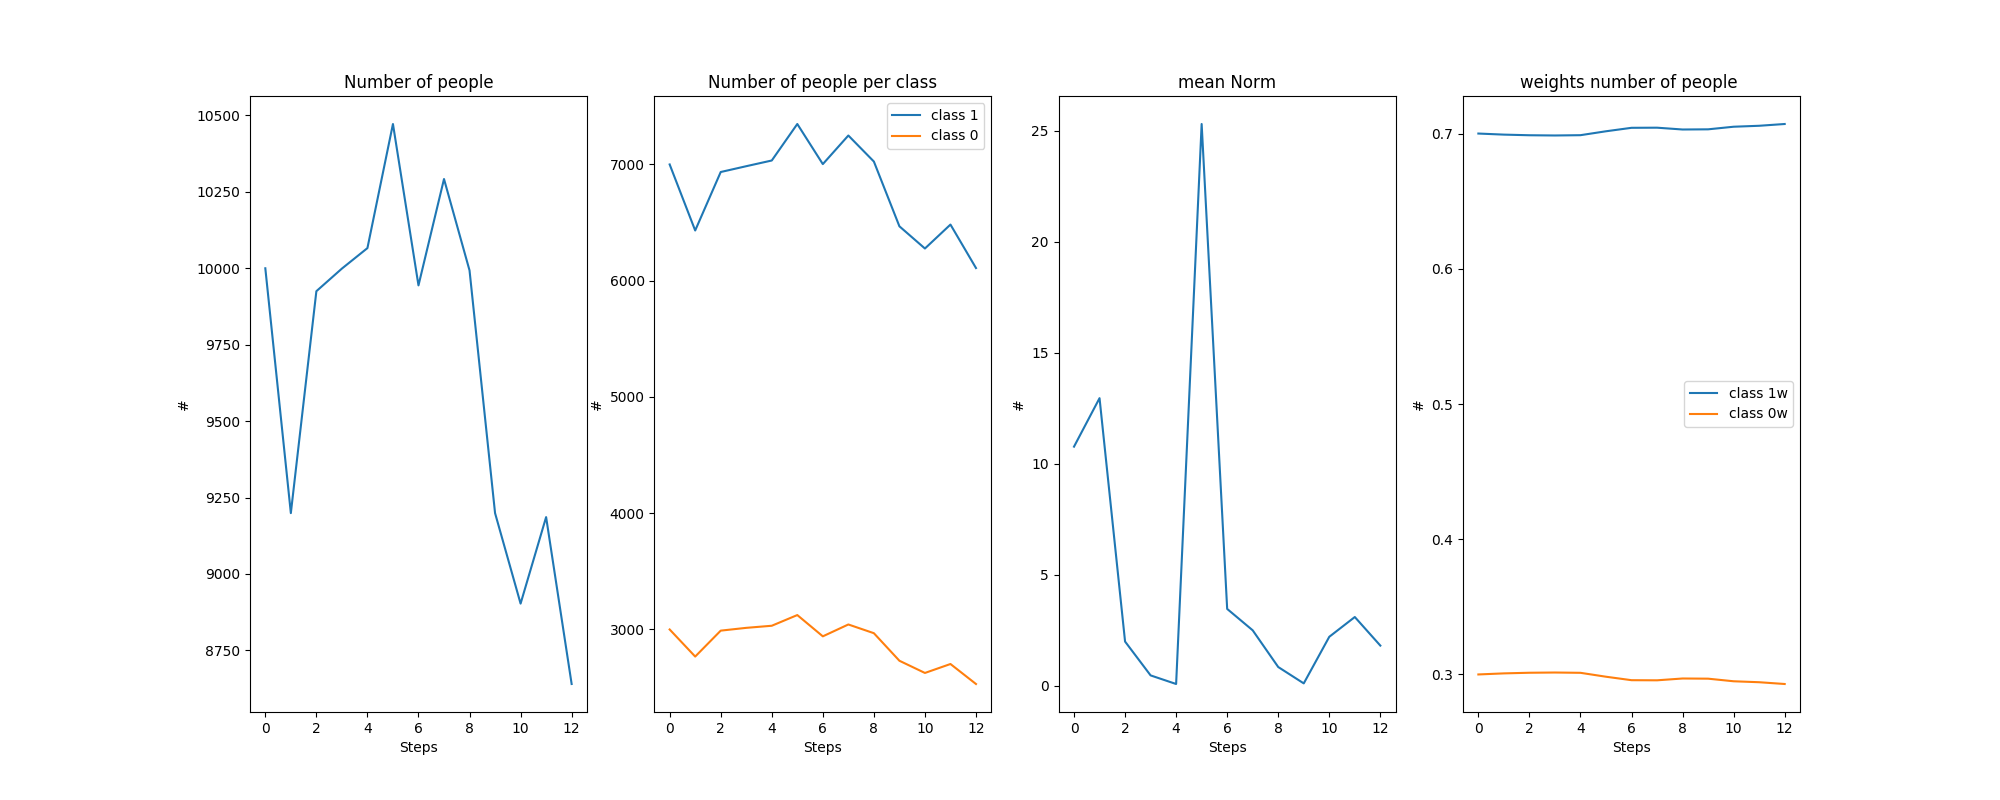 Number of people
10500
10250
10000
9750
9500
9250
9000
8750
#
0 2 4 6 8 10 12
Steps
Number of people per class
class 1
class 0
7000
6000
5000
4000
3000
#
0 2 4 6 8 10 12
Steps
mean Norm
25
20
15
10
5
0
#
0 2 4 6 8 10 12
Steps
weights number of people
0.7
0.6
0.5
0.4
0.3
#
class 1w
class 0w
0 2 4 6 8 10 12
Steps